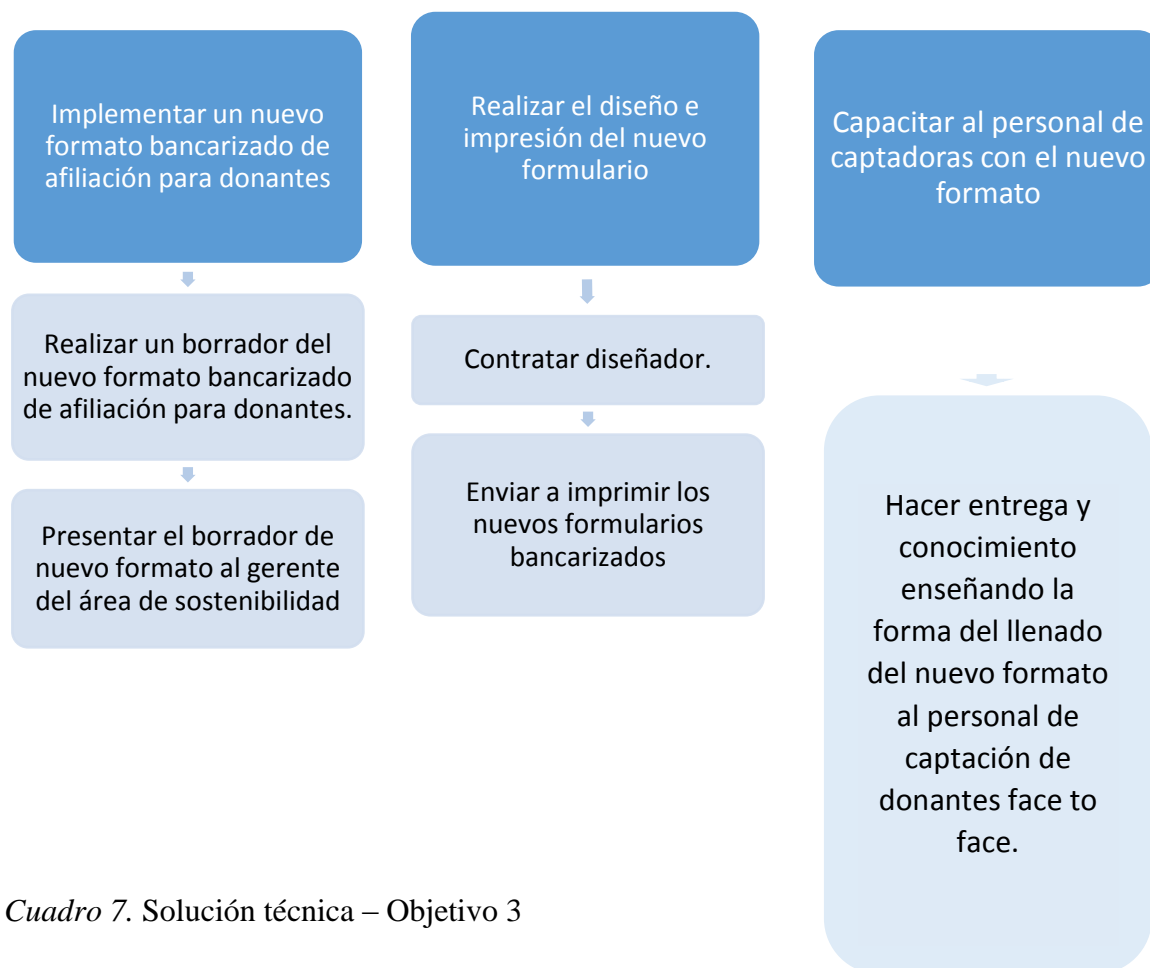 Implementar un nuevo
formato bancarizado de
afiliación para donantes
Realizar un borrador del
nuevo formato bancarizado
de afiliación para donantes.
Presentar el borrador de
nuevo formato al gerente
del área de sostenibilidad
Realizar el diseño e
impresión del nuevo
formulario
Contratar diseñador.
Enviar a imprimir los
nuevos formularios
bancarizados
Capacitar al personal de
captadoras con el nuevo
formato
Hacer entrega y
conocimiento
enseñando la
forma del llenado
del nuevo formato
al personal de
captación de
donantes face to
face.
Cuadro 7. Solución técnica – Objetivo 3